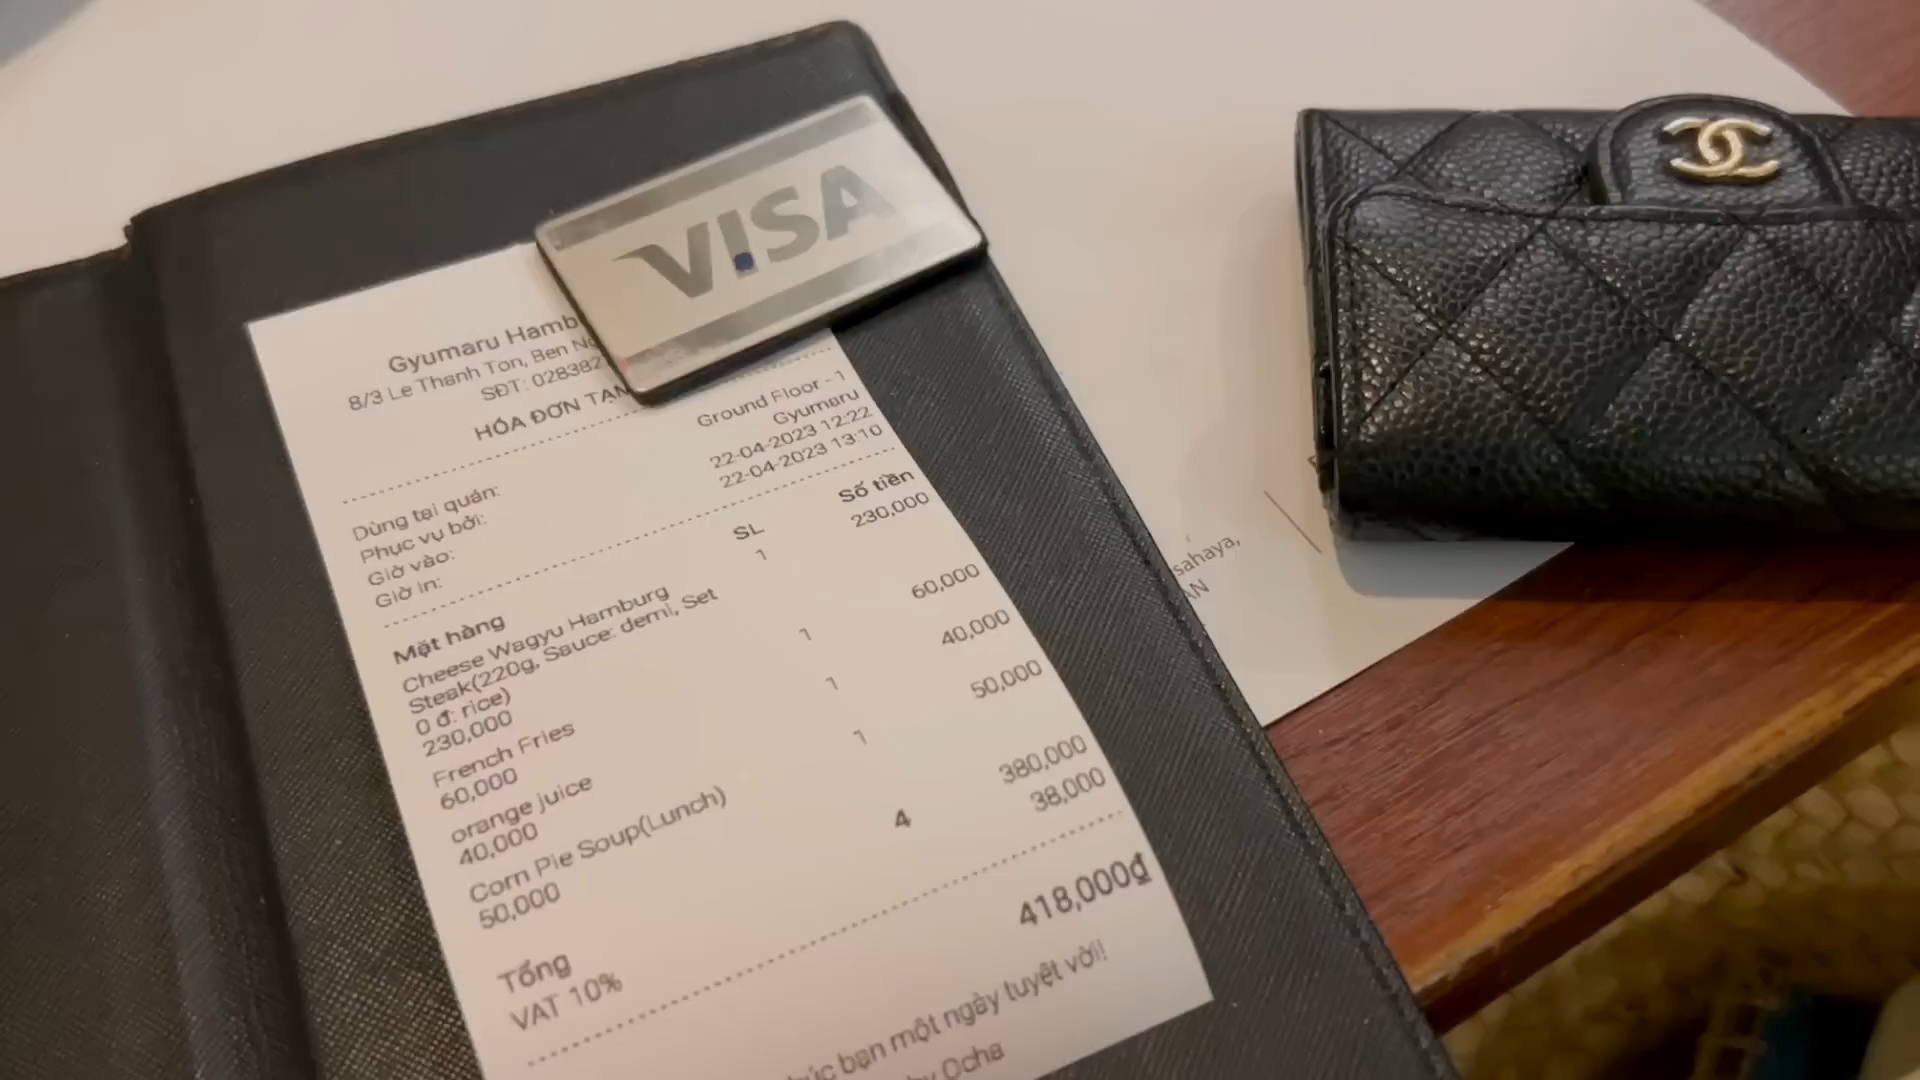 VISA
Gyumaru Hamb
8/3 Le Thanh Ton, Ben
SĐT: 028382
HÓA ĐƠN TẠM
Dùng tại quán: Ground Floor - 1
Phục vụ bởi: Gyumaru
Giờ vào: 22-04-2023 12:22
Giờ in: 22-04-2023 13:10
Mặt hàng SL Số tiền
Cheese Wagyu Hamburg 1 230,000
Steak(220g, Sauce: demi, Set
0 đ: rice)
230,000
French Fries 1 60,000
60,000
orange juice 1 40,000
40,000
Corn Pie Soup(Lunch) 1 50,000
50,000
Tổng 4 380,000
VAT 10% 38,000
418,000đ
húc bạn một ngày tuyệt vời!
by Ocha
sahaya,
AN